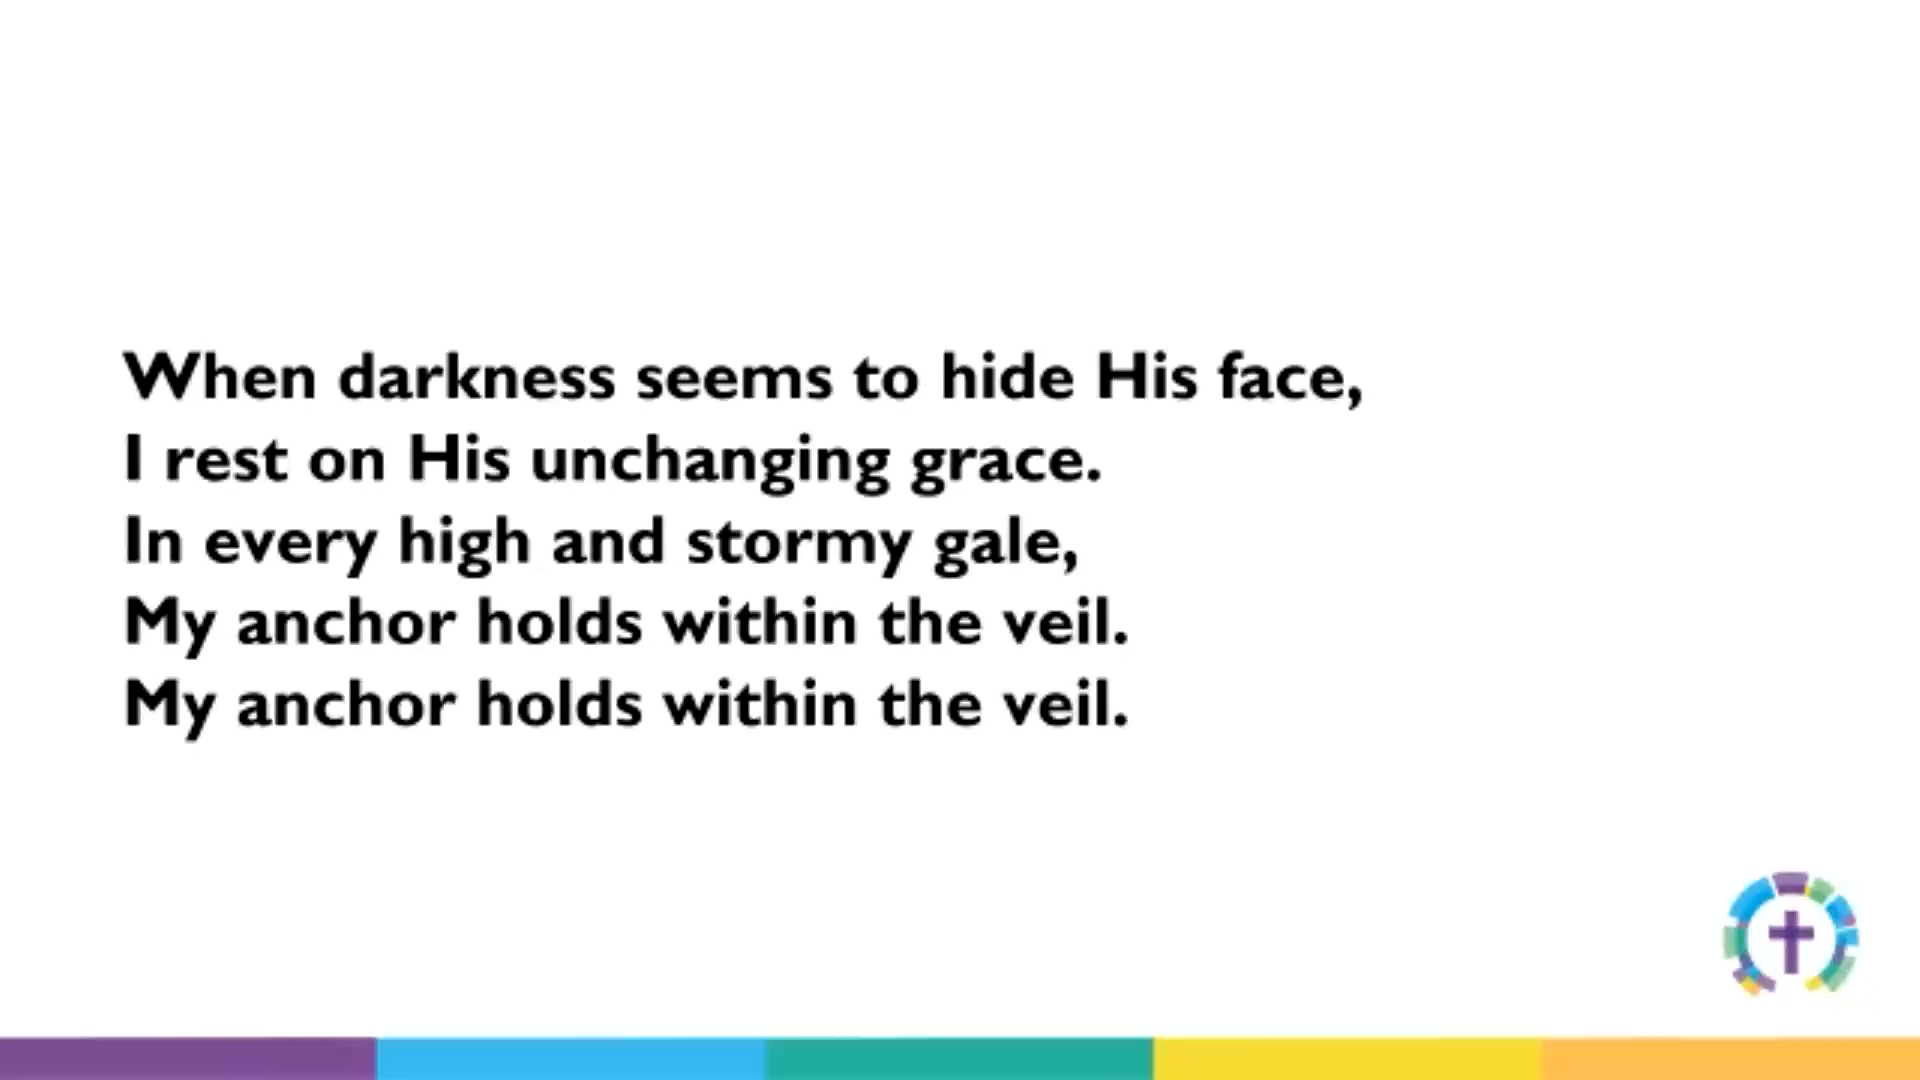 When darkness seems to hide His face,
I rest on His unchanging grace.
In every high and stormy gale,
My anchor holds within the veil.
My anchor holds within the veil.